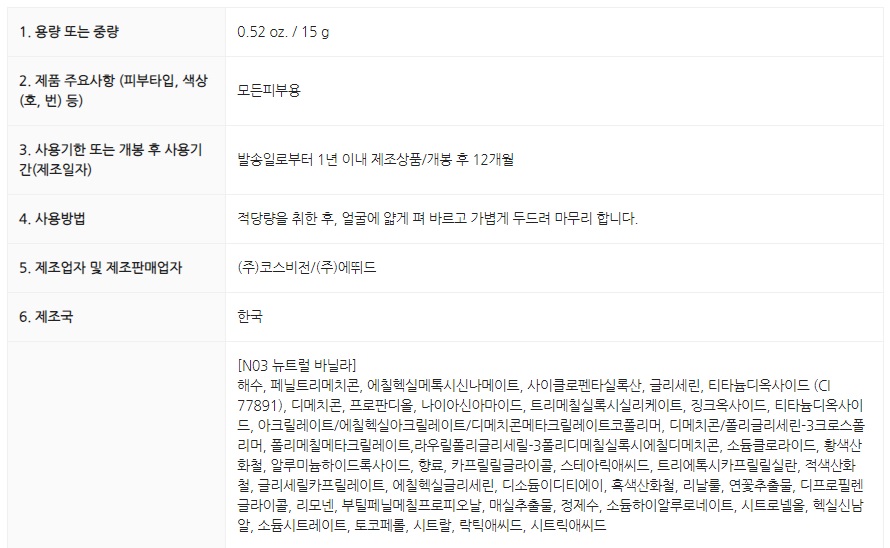 1. 용량 또는 중량
0.52 oz. / 15 g
2. 제품 주요사항 (피부타입, 색상
(호, 번) 등)
모든피부용
3. 사용기한 또는 개봉 후 사용기
간(제조일자)
발송일로부터 1년 이내 제조상품/개봉 후 12개월
4. 사용방법
적당량을 취한 후, 얼굴에 얇게 펴 바르고 가볍게 두드려 마무리 합니다.
5. 제조업자 및 제조판매업자
(주)코스비전/(주)에뛰드
6. 제조국
한국
[N03 뉴트럴 바닐라]
해수, 페닐트리메치콘, 에칠헥실메톡시신나메이트, 사이클로펜타실록산, 글리세린, 티타늄디옥사이드 (CI
77891), 디메치콘, 프로판디올, 나이아신아마이드, 트리메칠실록시실리케이트, 징크옥사이드, 티타늄디옥사이
드, 아크릴레이트/에칠헥실아크릴레이트/디메치콘메타크릴레이트코폴리머, 디메치콘/폴리글리세린-3크로스폴
리머, 폴리메칠메타크릴레이트,라우릴폴리글리세릴-3폴리디메칠실록시에칠디메치콘, 소듐클로라이드, 황색산
화철, 알루미늄하이드록사이드, 향료, 카프릴릴글라이콜, 스테아릭애씨드, 트리에톡시카프릴릴실란, 적색산화
철, 글리세릴카프릴레이트, 에칠헥실글리세린, 디소듐이디티에이, 흑색산화철, 리날룰, 연꽃추출물, 디프로필렌
글라이콜, 리모넨, 부틸페닐메칠프로피오날, 매실추출물, 정제수, 소듐하이알루로네이트, 시트로넬올, 헥실신남
알, 소듐시트레이트, 토코페롤, 시트랄, 락틱애씨드, 시트릭애씨드